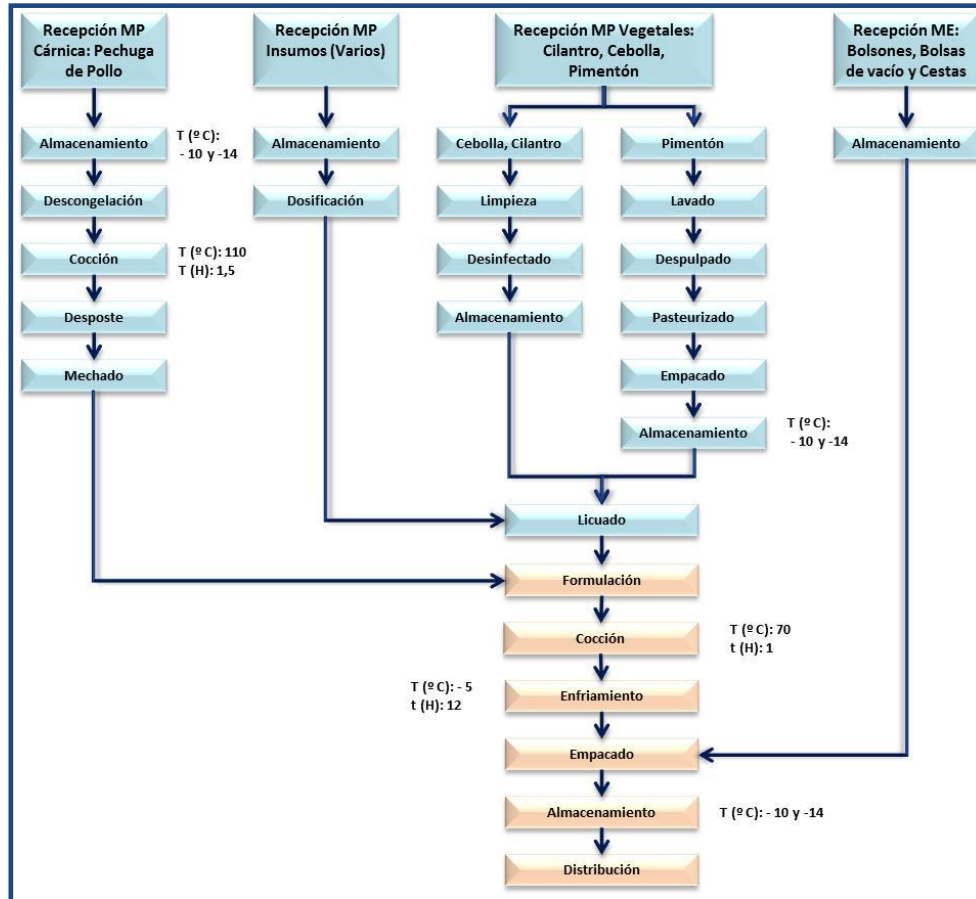 Recepción MP
Cárnica: Pechuga
de Pollo
Recepción MP
Insumos (Varios)
Recepción MP Vegetales:
Cilantro, Cebolla,
Pimentón
Recepción ME:
Bolsones, Bolsas
de vacío y Cestas
Almacenamiento
T (º C):
- 10 y -14
Almacenamiento
Cebolla, Cilantro
Pimentón
Almacenamiento
Descongelación
Dosificación
Limpieza
Lavado
Cocción
T (º C): 110
T (H): 1,5
Desinfectado
Despulpado
Desposte
Almacenamiento
Pasteurizado
Mechado
Empacado
Almacenamiento
T (º C):
- 10 y -14
Licuado
Formulación
Cocción
T (º C): 70
t (H): 1
T (º C): - 5
t (H): 12
Enfriamiento
Empacado
Almacenamiento
T (º C): - 10 y -14
Distribución